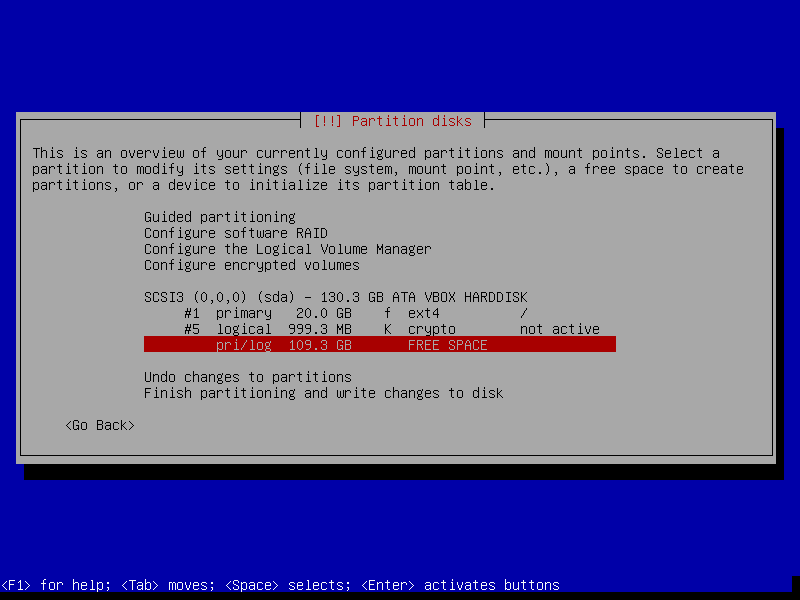 [!!] Partition disks
This is an overview of your currently configured partitions and mount points. Select a
partition to modify its settings (file system, mount point, etc.), a free space to create
partitions, or a device to initialize its partition table.
Guided partitioning
Configure software RAID
Configure the Logical Volume Manager
Configure encrypted volumes
SCSI3 (0,0,0) (sda) - 130.3 GB ATA VBOX HARDDISK
#1 primary 20.0 GB f ext4 /
#5 logical 999.3 MB K crypto not active
pri/log 109.3 GB FREE SPACE
Undo changes to partitions
Finish partitioning and write changes to disk
<Go Back>
<F1> for help; <Tab> moves; <Space> selects; <Enter> activates buttons